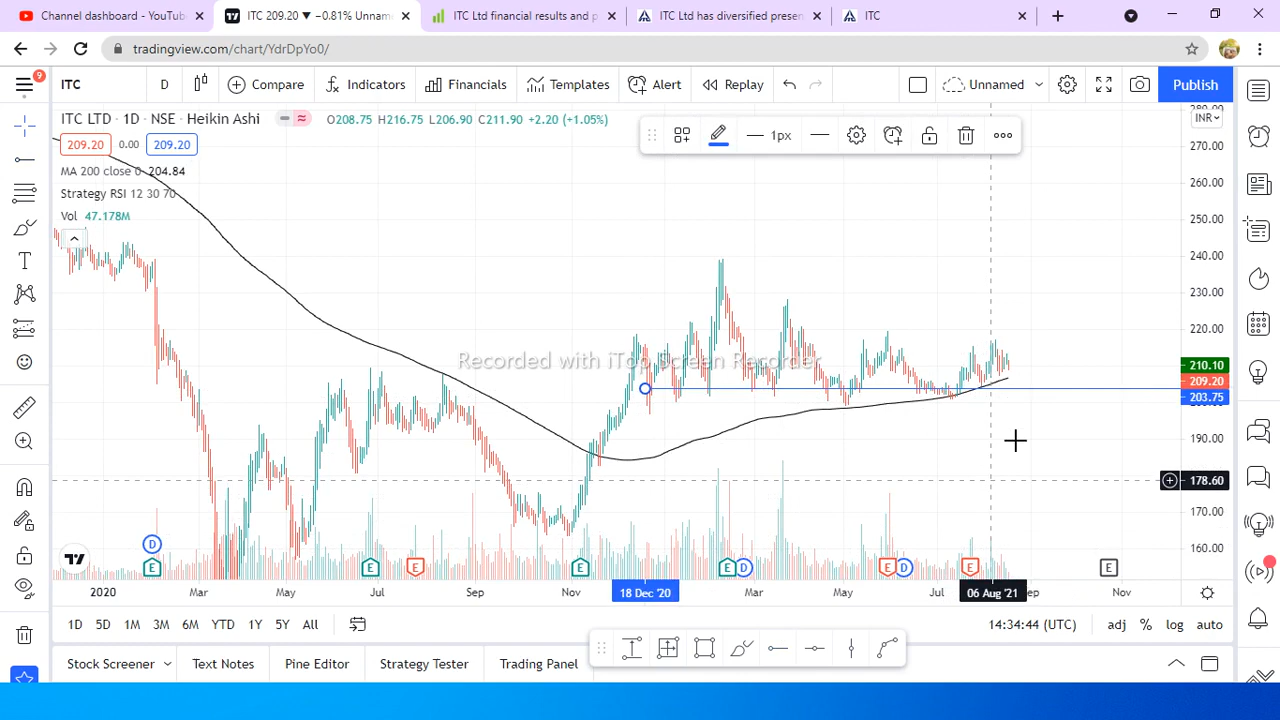 Channel dashboard - YouTu
ITC 209.20 ▼ −0.81% Unnam
ITC Ltd financial results and p
ITC Ltd has diversified presen
ITC
tradingview.com/chart/YdrDpYo0/
9
ITC
D
Compare
Indicators
Financials
Templates
Alert
Replay
Unnamed
Publish
ITC LTD · 1D · NSE · Heikin Ashi
O208.75 H216.75 L206.90 C211.90 +2.20 (+1.05%)
209.20 0.00 209.20
MA 200 close 0 204.84
Strategy RSI 12 30 70
Vol 47.178M
1px
INR
280.00
270.00
260.00
250.00
240.00
230.00
220.00
210.10
209.20
203.75
190.00
178.60
170.00
160.00
Recorded with iTop Screen Recorder
D
E
E
E
E
E
D
E
D
E
E
2020
Mar
May
Jul
Sep
Nov
18 Dec '20
Mar
May
Jul
06 Aug '21
ep
Nov
1D 5D 1M 3M 6M YTD 1Y 5Y All
14:34:44 (UTC)
adj % log auto
Stock Screener
Text Notes
Pine Editor
Strategy Tester
Trading Panel